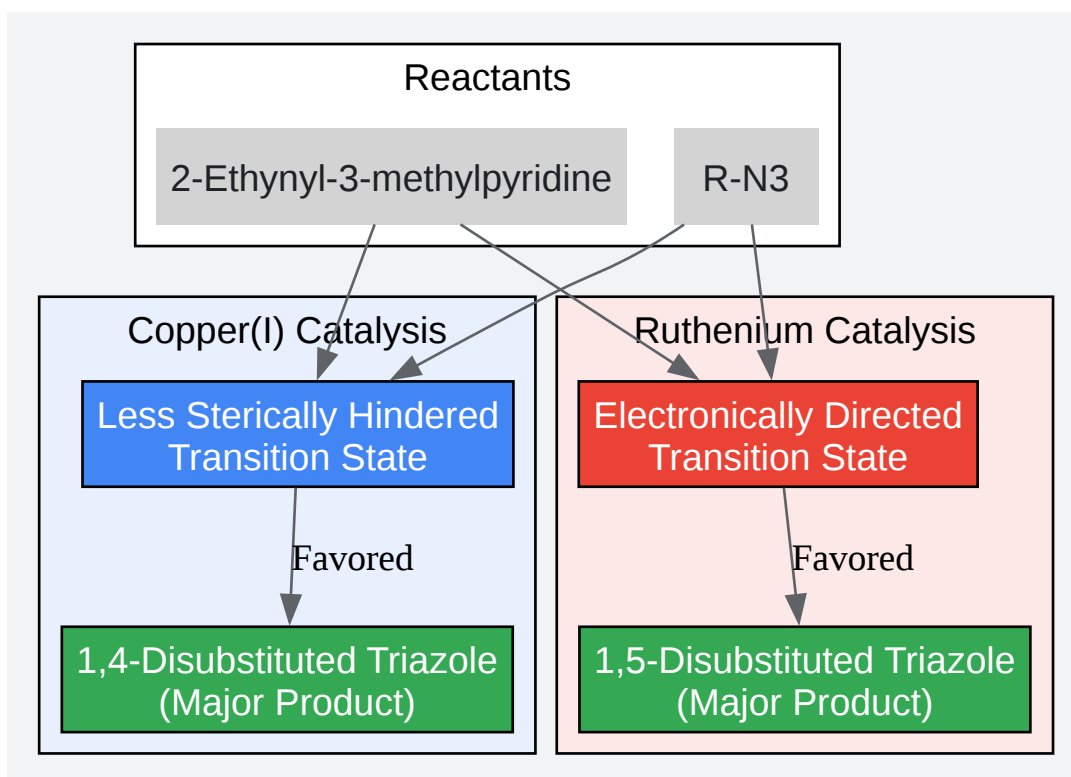 Reactants
2-Ethynyl-3-methylpyridine
R-N3
Copper(I) Catalysis
Less Sterically Hindered
Transition State
Favored
1,4-Disubstituted Triazole
(Major Product)
Ruthenium Catalysis
Electronically Directed
Transition State
Favored
1,5-Disubstituted Triazole
(Major Product)